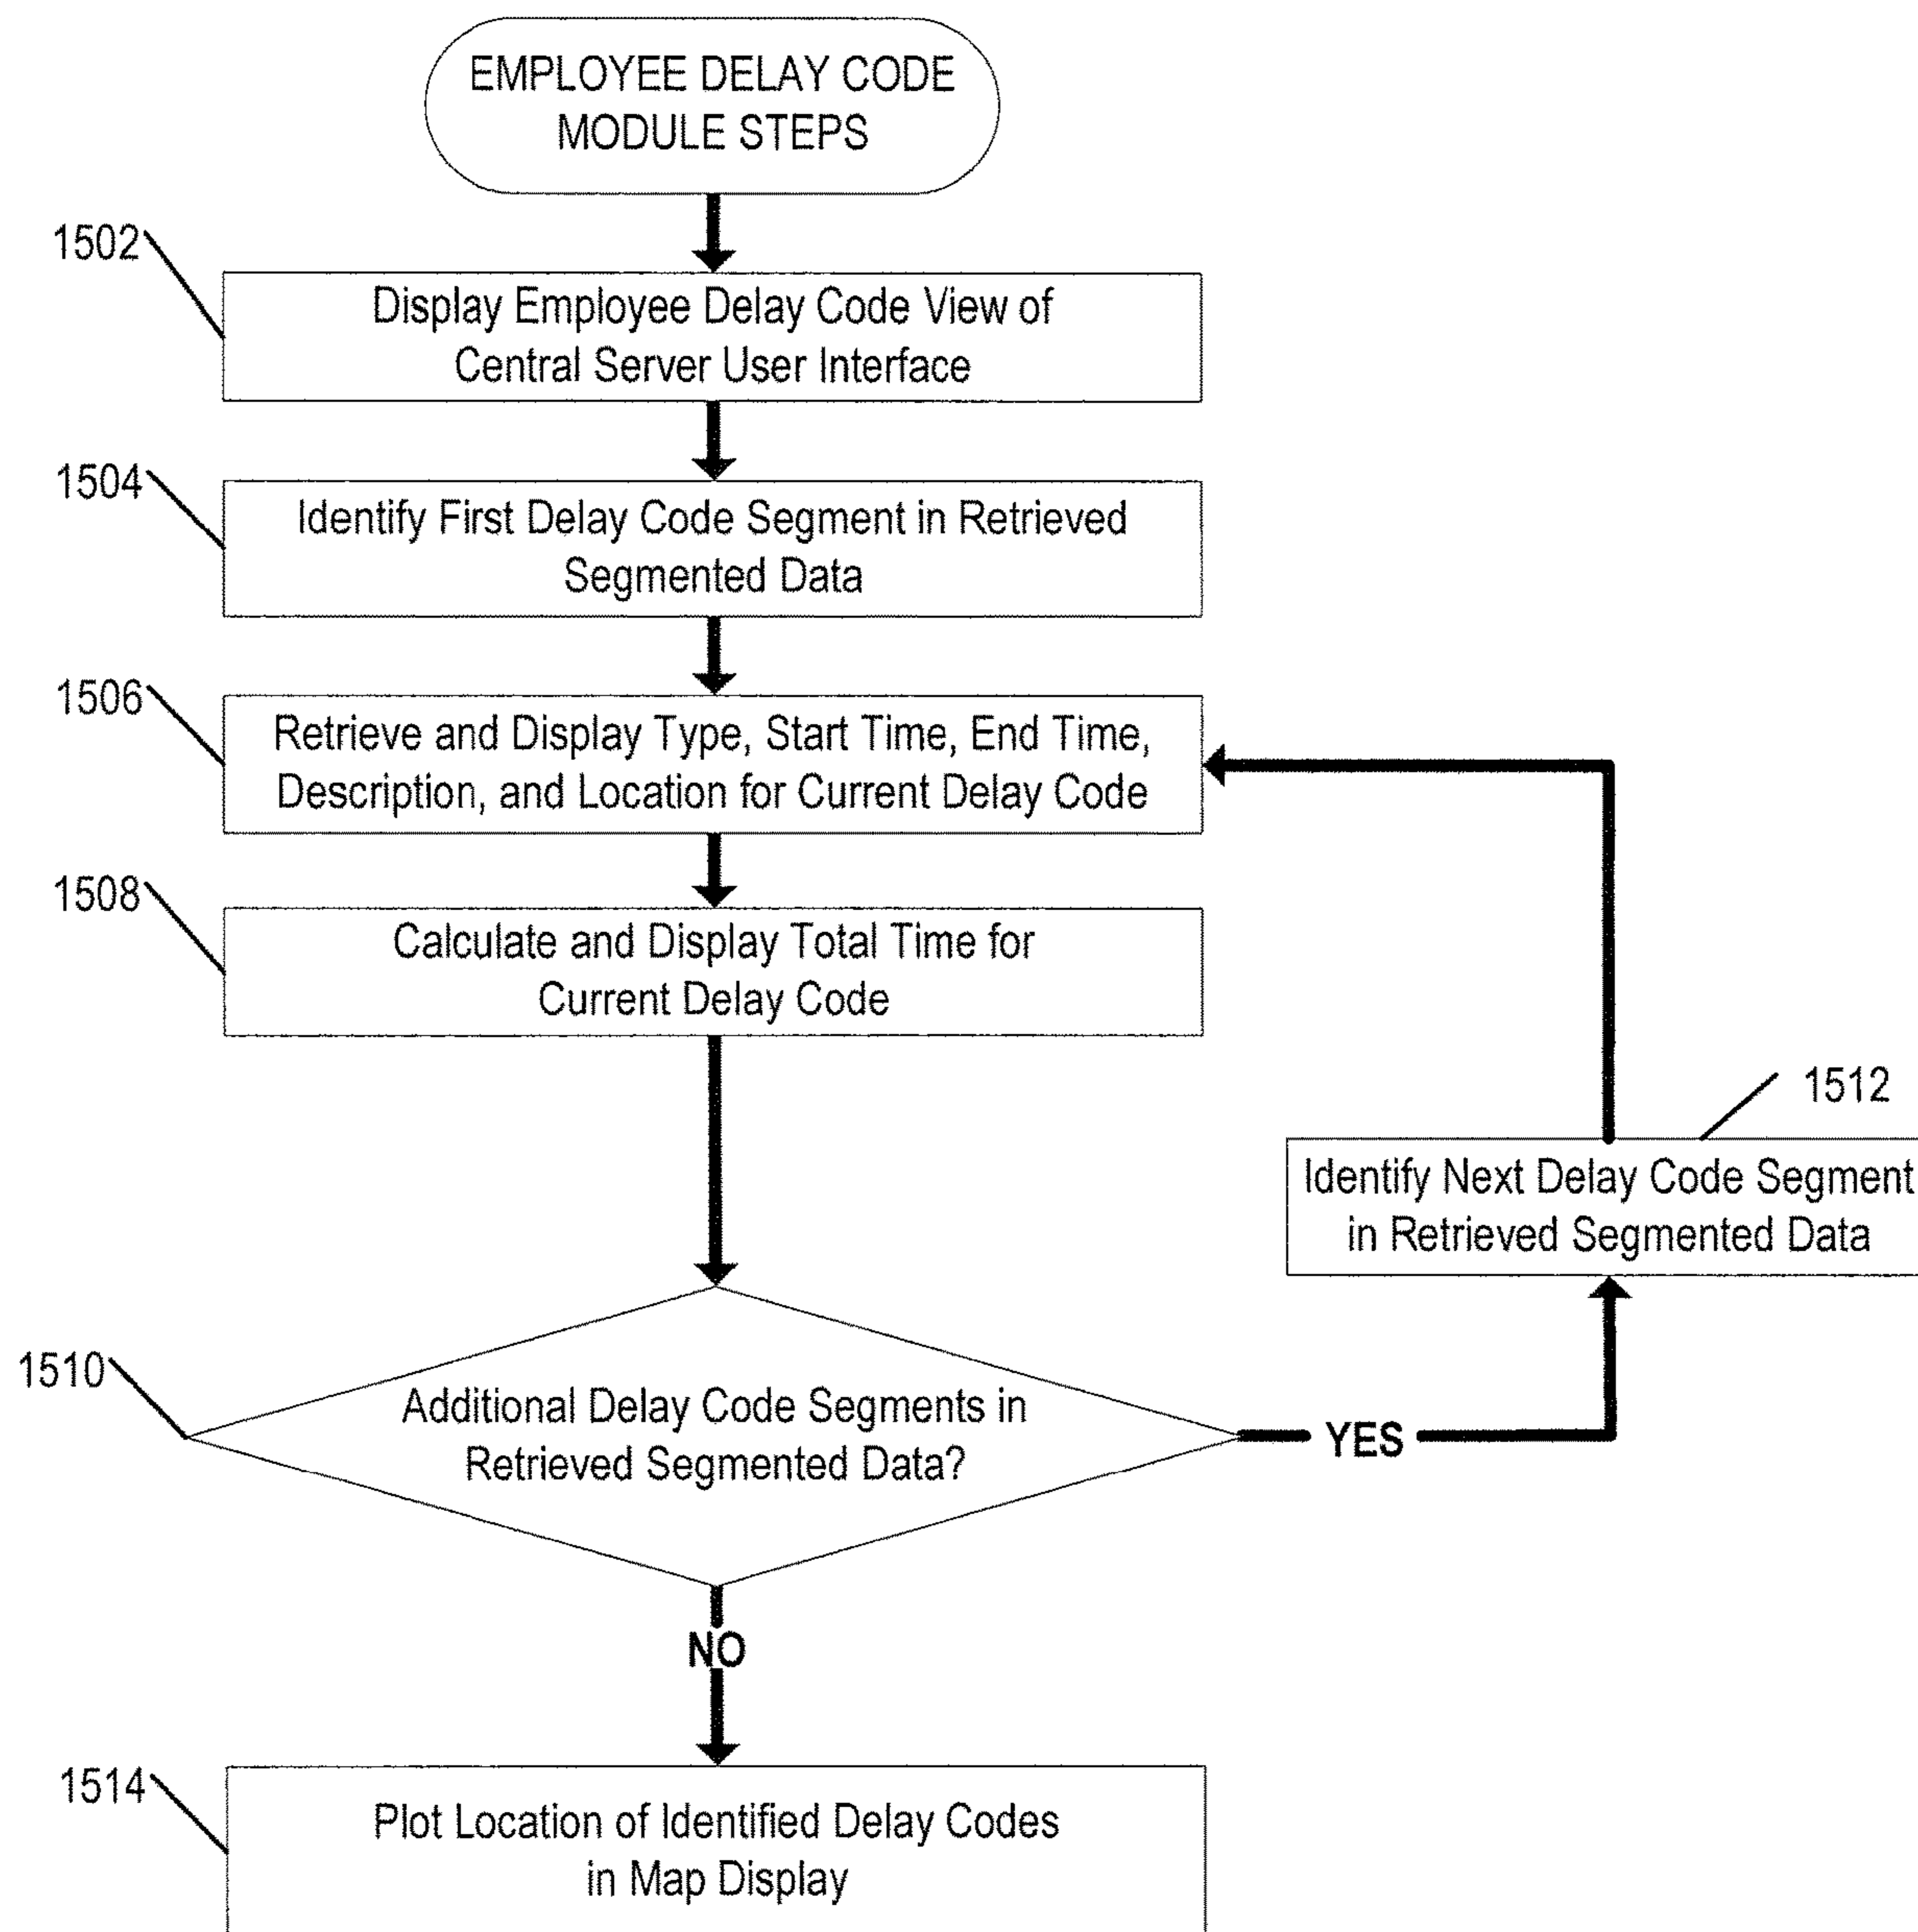 EMPLOYEE DELAY CODE
MODULE STEPS
1502
Display Employee Delay Code View of
Central Server User Interface
1504
Identify First Delay Code Segment in Retrieved
Segmented Data
1506
Retrieve and Display Type, Start Time, End Time,
Description, and Location for Current Delay Code
1508
Calculate and Display Total Time for
Current Delay Code
1512
Identify Next Delay Code Segment
in Retrieved Segmented Data
1510
Additional Delay Code Segments in
Retrieved Segmented Data?
YES
NO
1514
Plot Location of Identified Delay Codes
in Map Display